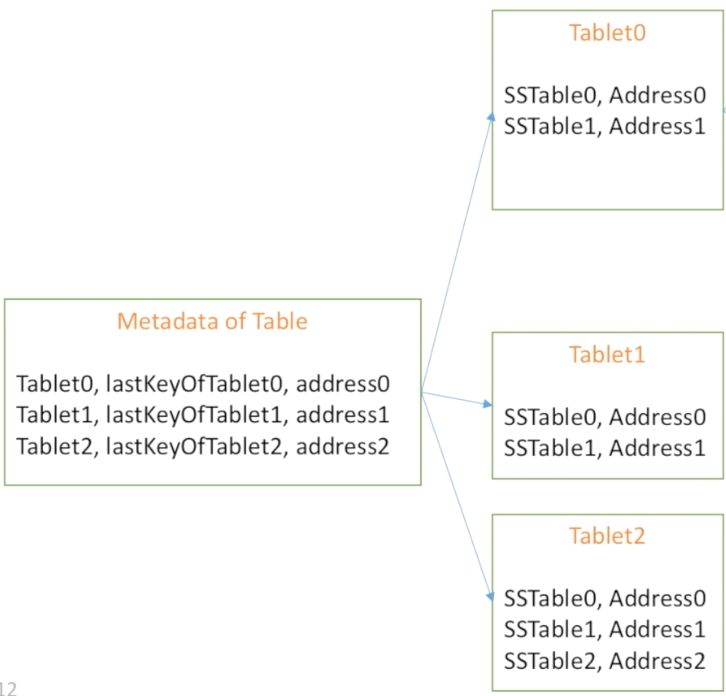 Tablet0
SSTable0, Address0
SSTable1, Address1
Metadata of Table
Tablet0, lastKeyOfTablet0, address0
Tablet1, lastKeyOfTablet1, address1
Tablet2, lastKeyOfTablet2, address2
Tablet1
SSTable0, Address0
SSTable1, Address1
Tablet2
SSTable0, Address0
SSTable1, Address1
SSTable2, Address2
12